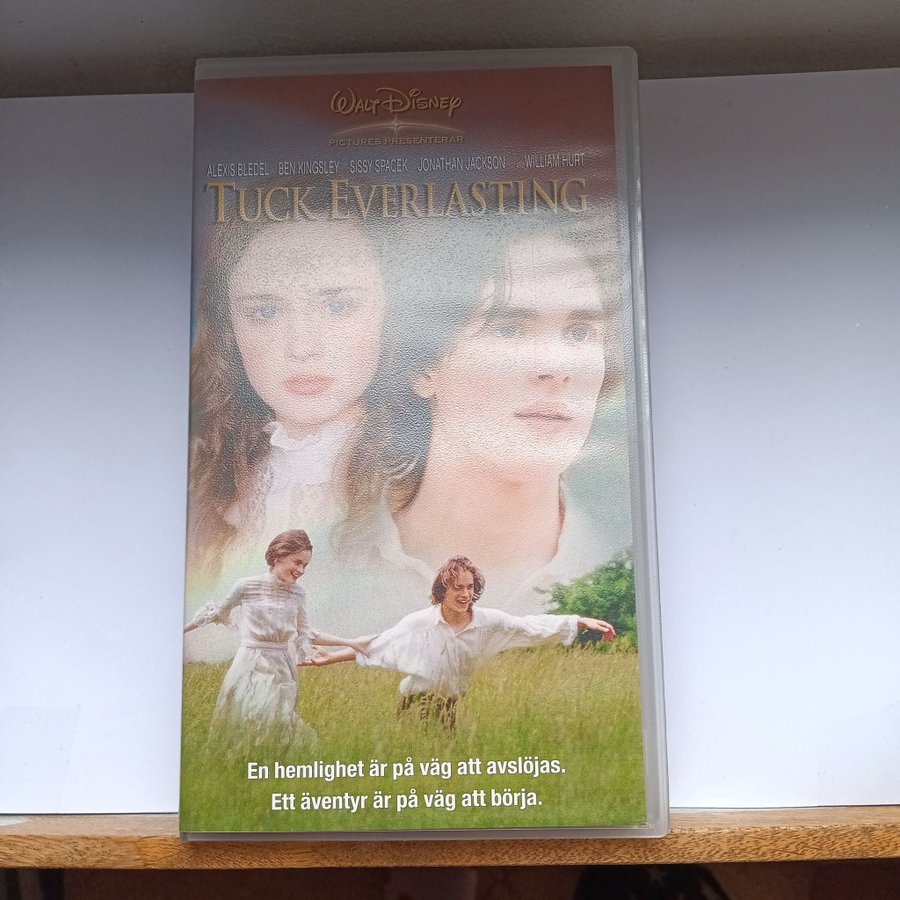 WALT DISNEY
PICTURES PRESENTERAR
ALEXIS BLEDEL BEN KINGSLEY SISSY SPACEK JONATHAN JACKSON WILLIAM HURT
TUCK EVERLASTING
En hemlighet är på väg att avslöjas.
Ett äventyr är på väg att börja.